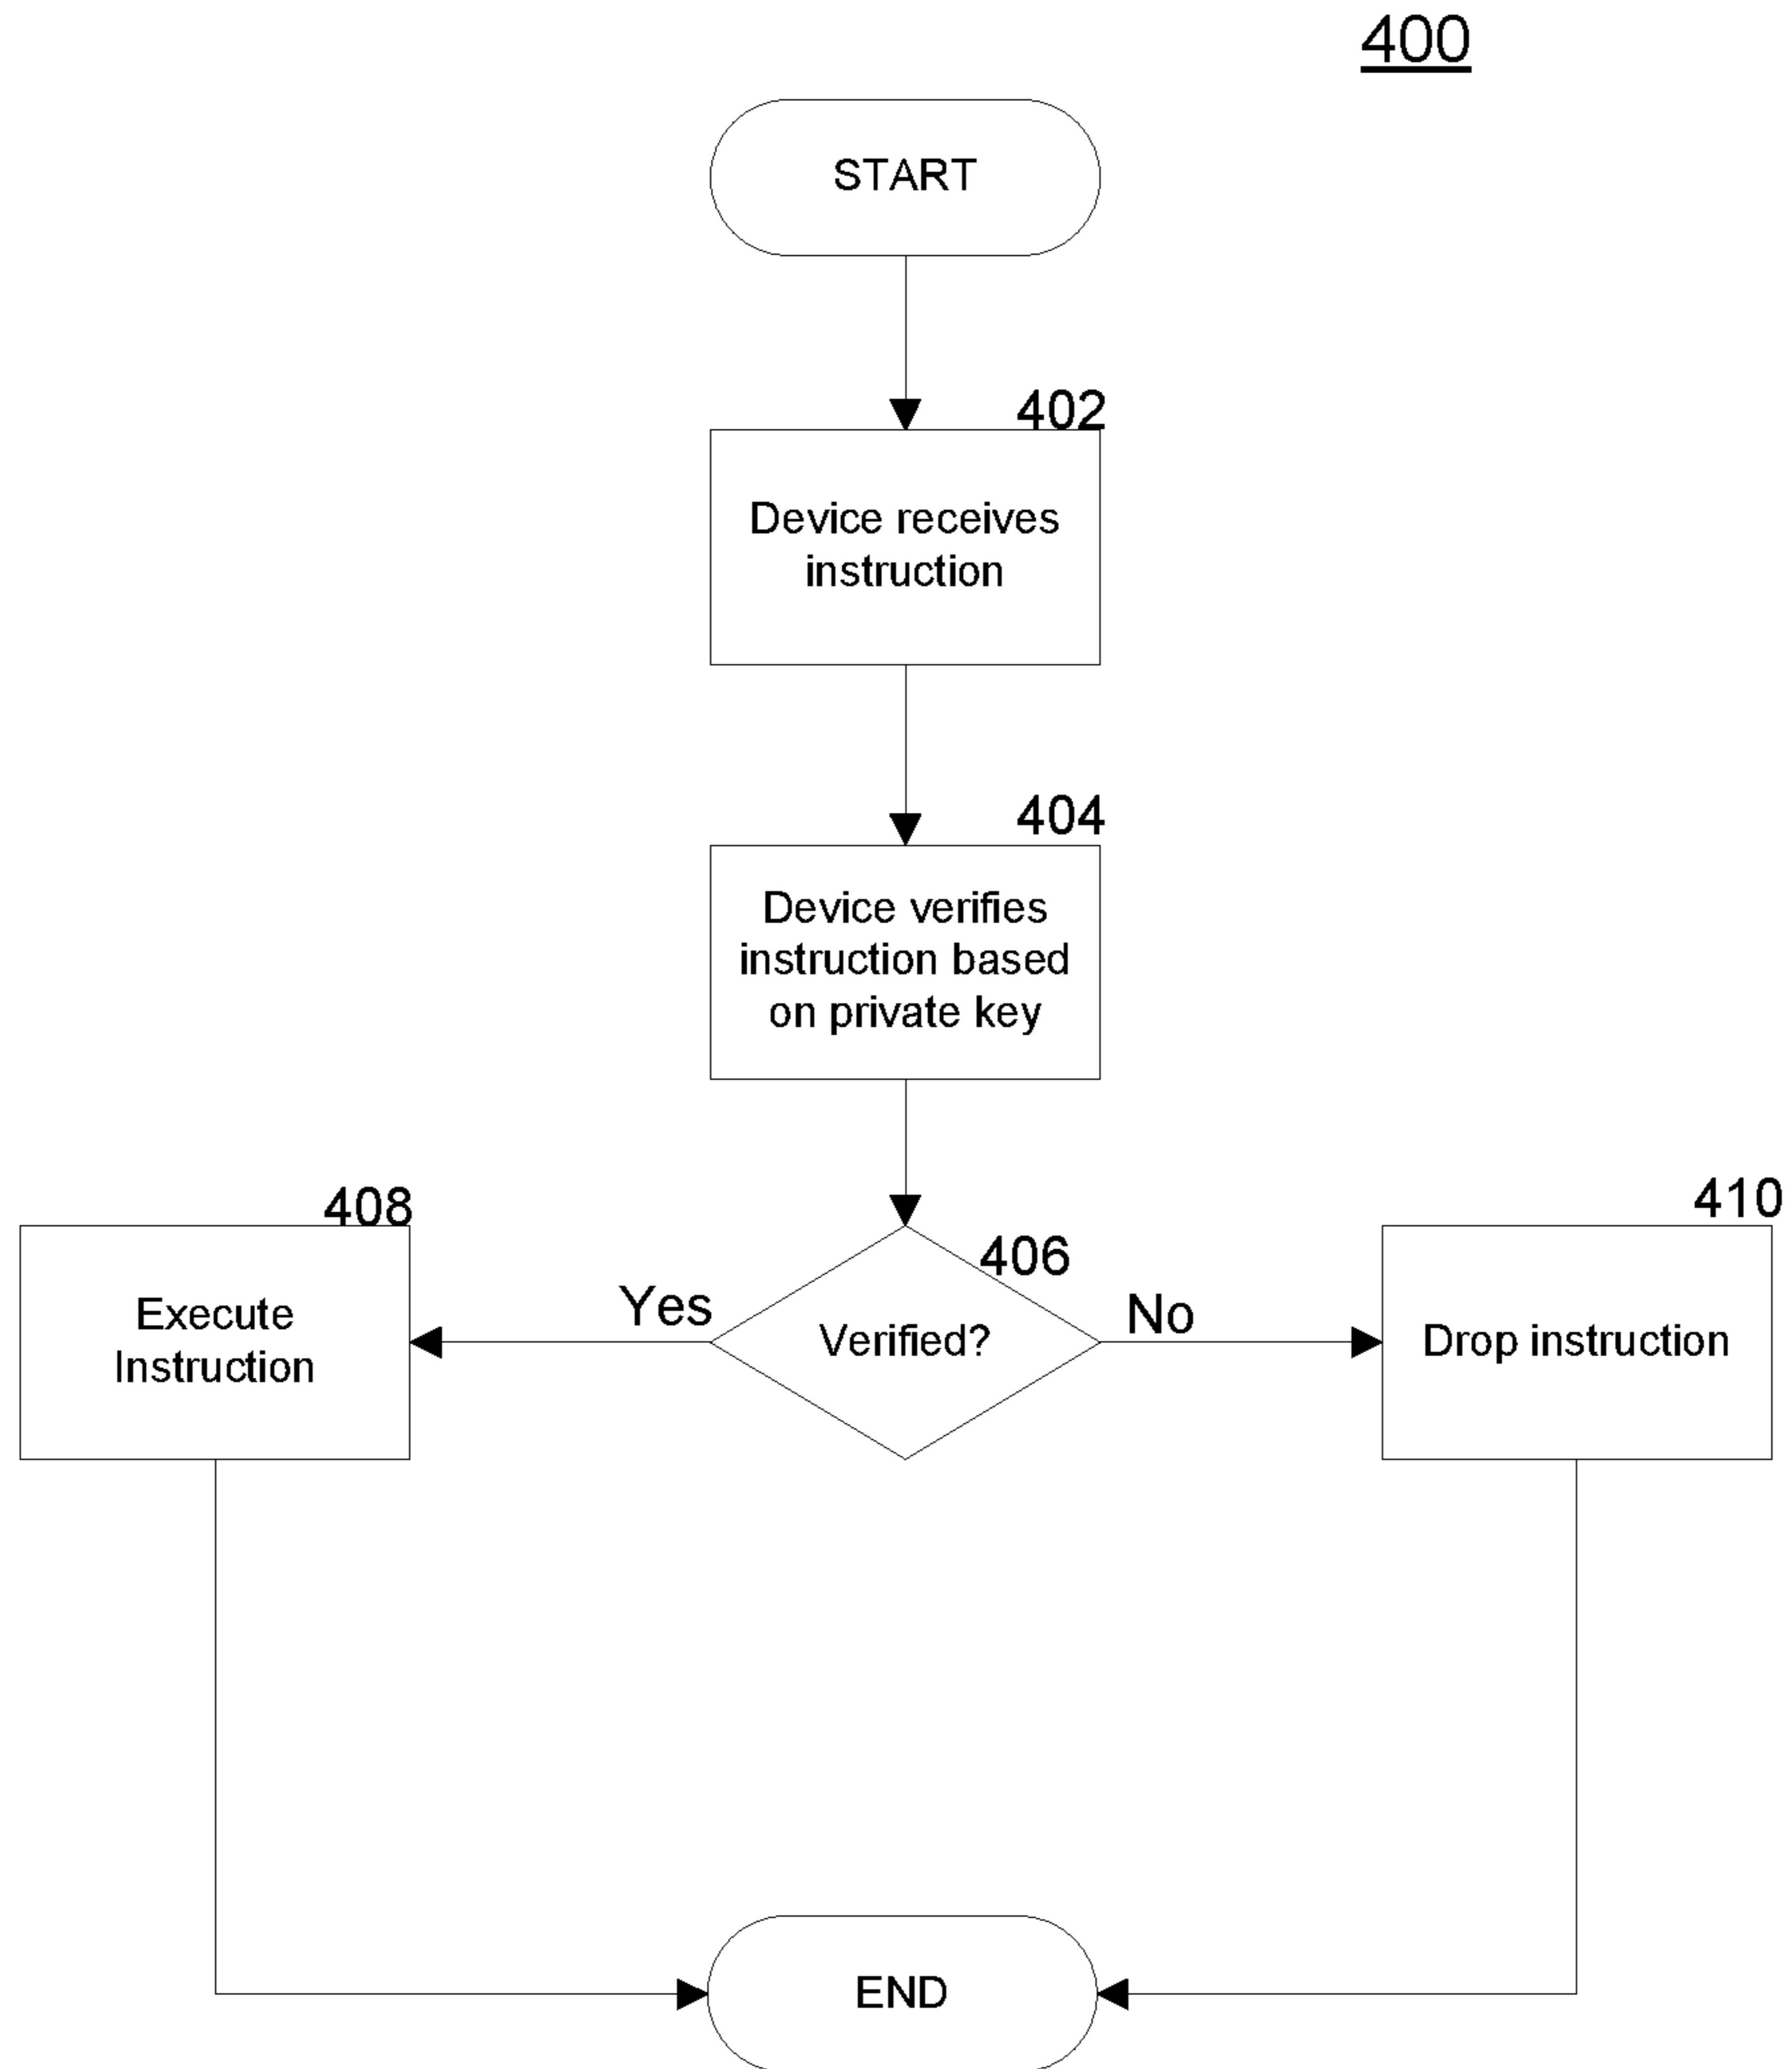 400
START
402
Device receives
instruction
404
Device verifies
instruction based
on private key
408
Execute
Instruction
Yes
406
Verified?
No
410
Drop instruction
END